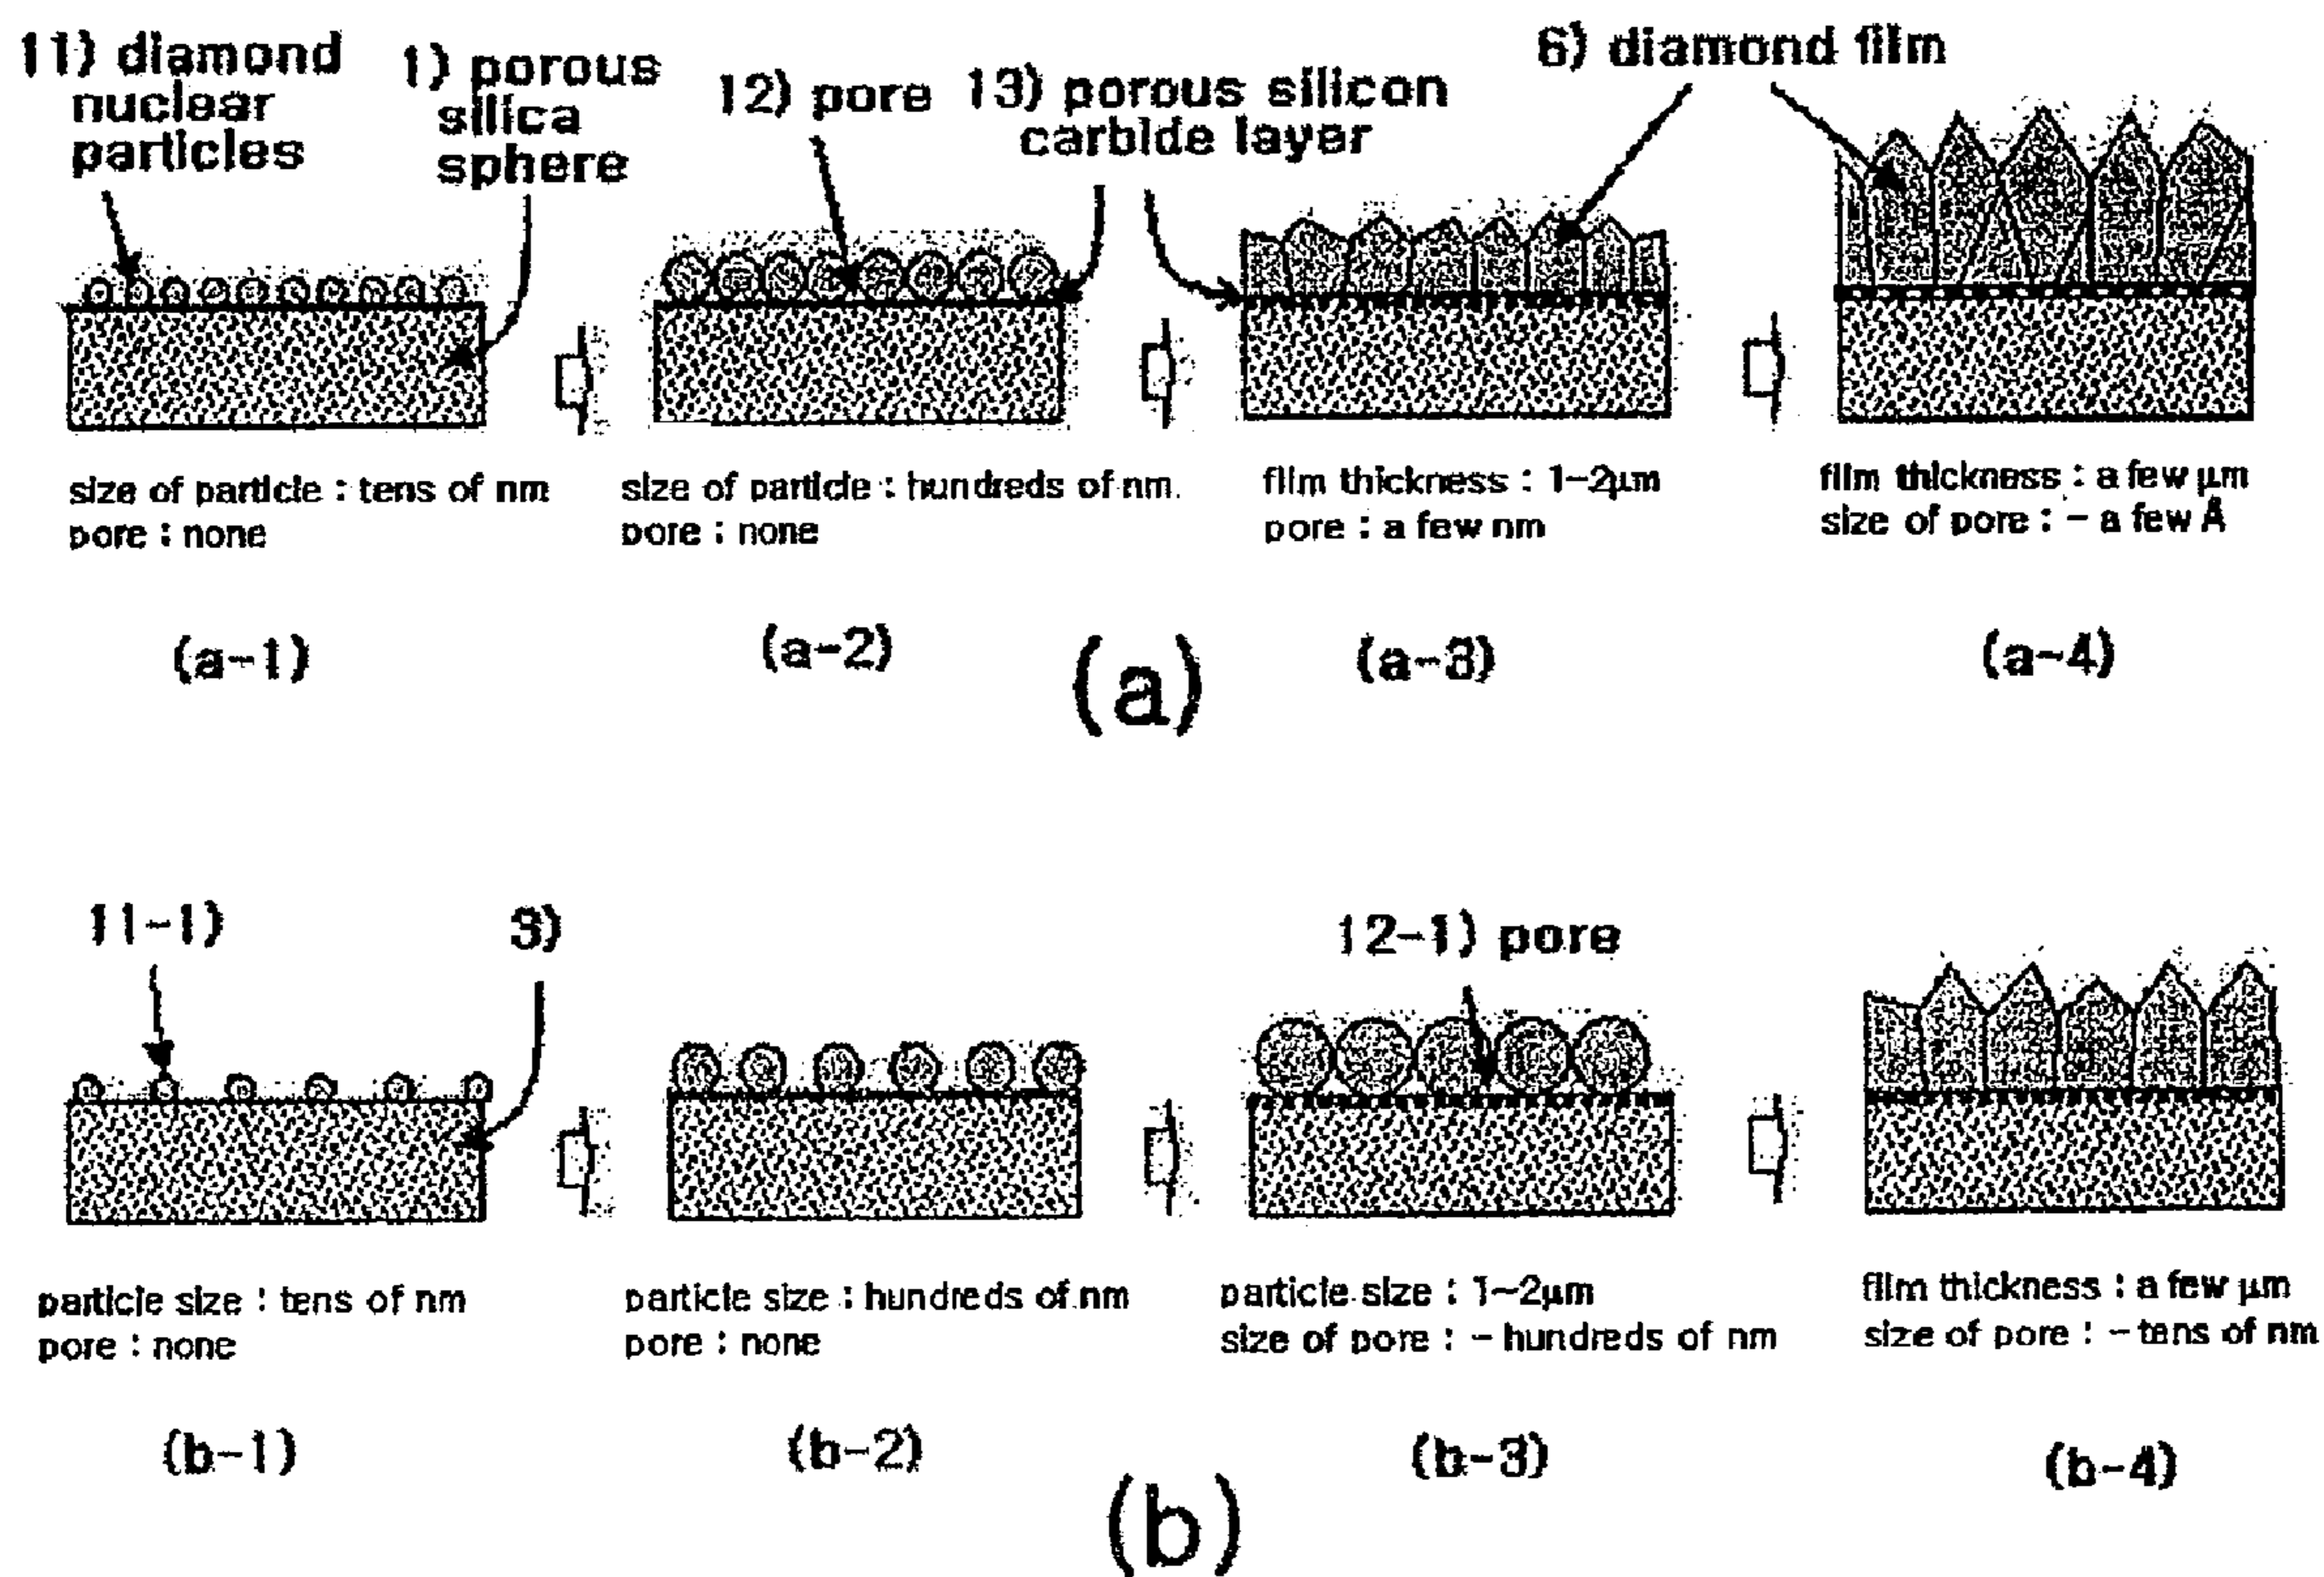 11) diamond
nuclear
particles
1) porous
silica
sphere
12) pore
13) porous silicon
carbide layer
6) diamond film
size of particle : tens of nm
pore : none
size of particle : hundreds of nm.
pore : none
film thickness : 1-2μm
pore : a few nm
film thickness : a few μm
size of pore : - a few Å
(a-1)
(a-2)
(a-3)
(a-4)
(a)
11-1)
3)
12-1) pore
particle size : tens of nm
pore : none
particle size : hundreds of nm
pore : none
particle size : 1~2μm
size of pore : - hundreds of nm
film thickness : a few μm
size of pore : - tens of nm
(b-1)
(b-2)
(b-3)
(b-4)
(b)